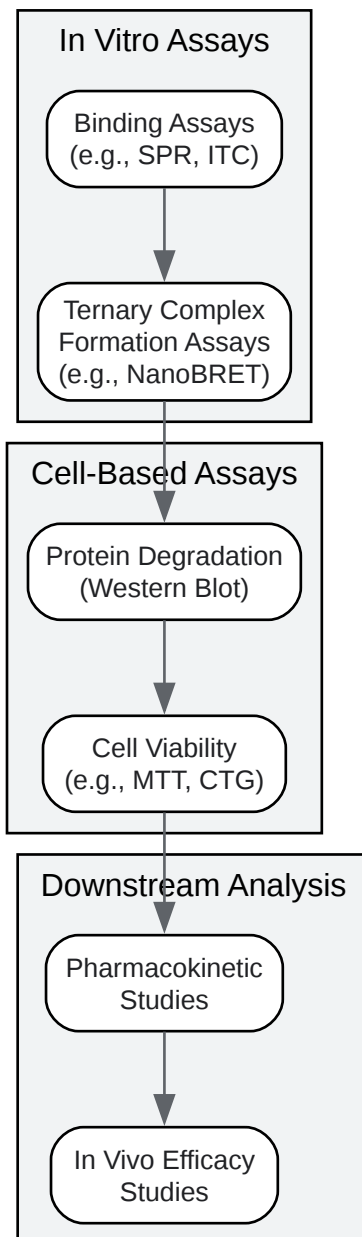 In Vitro Assays
Binding Assays
(e.g., SPR, ITC)
Ternary Complex
Formation Assays
(e.g., NanoBRET)
Cell-Based Assays
Protein Degradation
(Western Blot)
Cell Viability
(e.g., MTT, CTG)
Downstream Analysis
Pharmacokinetic
Studies
In Vivo Efficacy
Studies